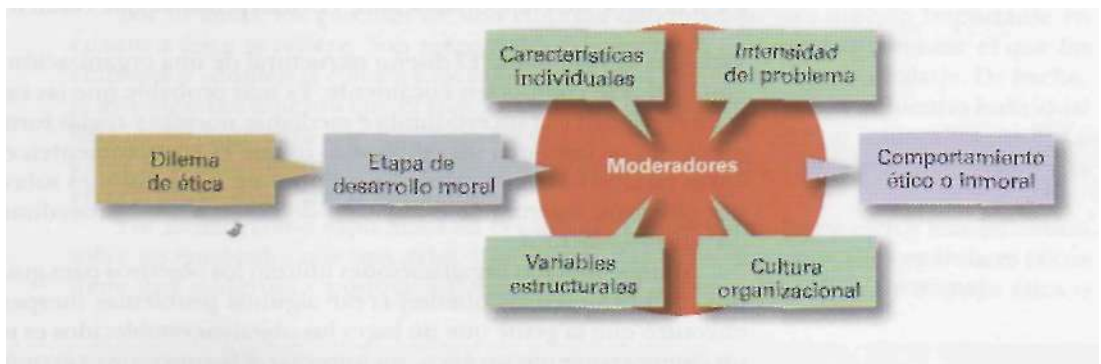 Características
individuales
Intensidad
del problema
Dilema
de ética
Etapa de
desarrollo moral
Moderadores
Comportamiento
ético o inmoral
Variables
estructurales
Cultura
organizacional